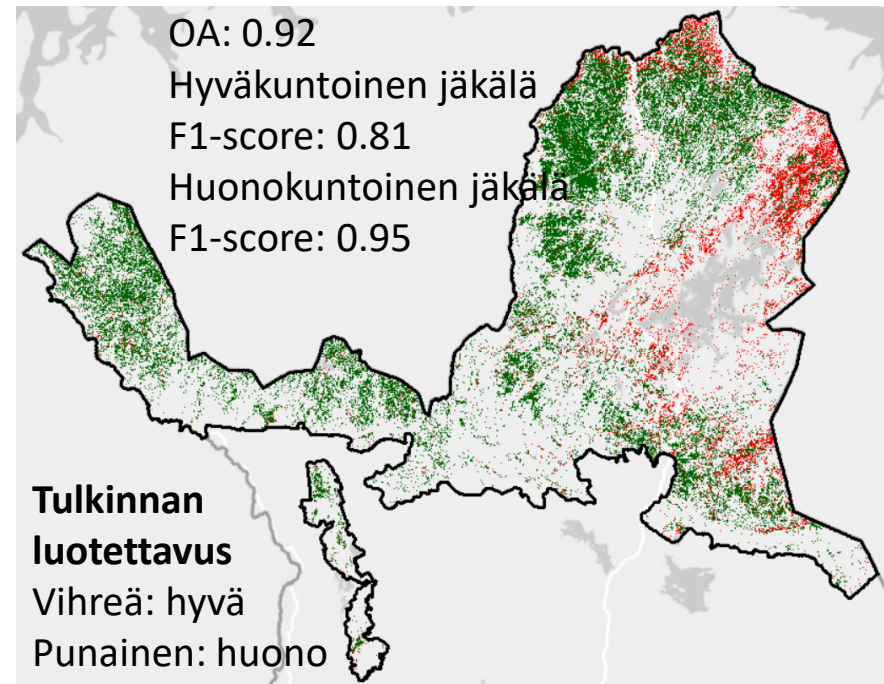 OA: 0.92
Hyväkuntoinen jäkälä
F1-score: 0.81
Huonokuntoinen jäkälä
F1-score: 0.95
Tulkinnan
luotettavus
Vihreä: hyvä
Punainen: huono